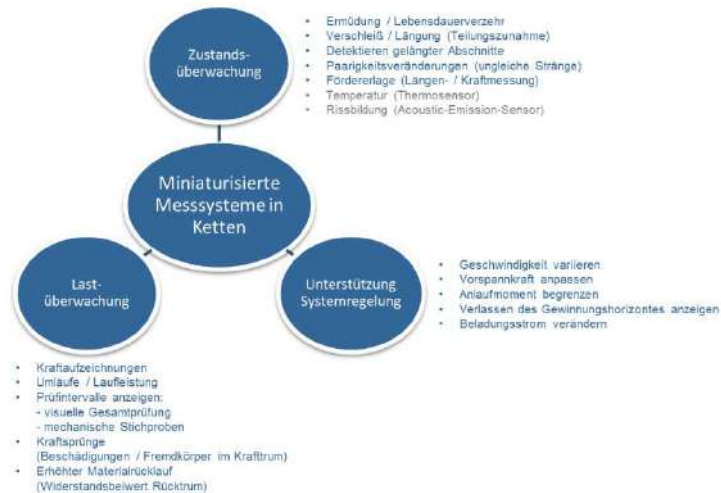 Zustands-
überwachung
• Ermüdung / Lebensdauerverzehr
• Verschleiß / Längung (Teilungszunahme)
• Detektieren gelängter Abschnitte
• Paarigkeitsveränderungen (ungleiche Stränge)
• Fördererlage (Längen- / Kraftmessung)
• Temperatur (Thermosensor)
• Rissbildung (Acoustic-Emission-Sensor)
Miniaturisierte
Messsysteme in
Ketten
Last-
überwachung
Unterstützung
Systemregelung
• Geschwindigkeit variieren
• Vorspannkraft anpassen
• Anlaufmoment begrenzen
• Verlassen des Gewinnungshorizontes anzeigen
• Beladungsstrom verändern
• Kraftaufzeichnungen
• Umläufe / Laufleistung
• Prüfintervalle anzeigen:
- visuelle Gesamtprüfung
- mechanische Stichproben
• Kraftsprünge
(Beschädigungen / Fremdkörper im Krafttrum)
• Erhöhter Materialrücklauf
(Widerstandsbeiwert Rücktrum)